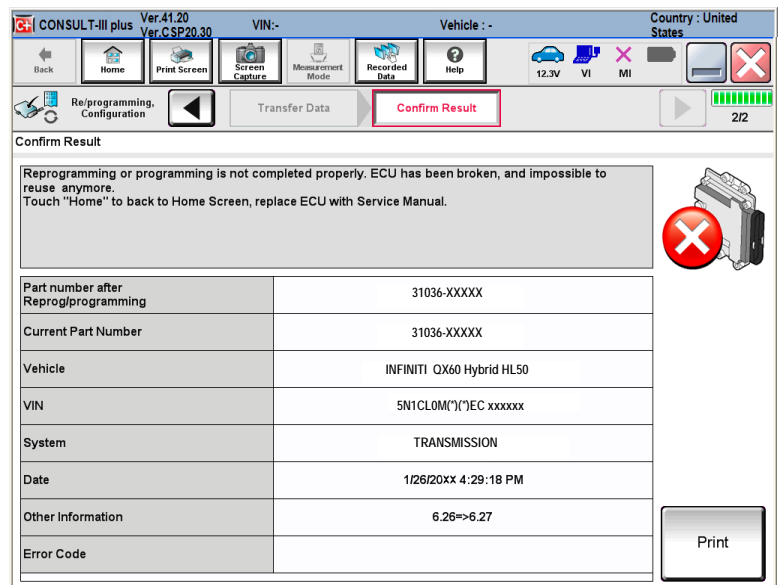 CONSULT-III plus
Ver.41.20
Ver.CSP20.30
VIN:-
Vehicle : -
Country : United
States
Back
Home
Print Screen
Screen
Capture
Measurement
Mode
Recorded
Data
Help
12.3V
VI
MI
Re/programming,
Configuration
Transfer Data
Confirm Result
2/2
Confirm Result
Reprogramming or programming is not completed properly. ECU has been broken, and impossible to
reuse anymore.
Touch "Home" to back to Home Screen, replace ECU with Service Manual.
Part number after
Reprog/programming
31036-XXXXX
Current Part Number
31036-XXXXX
Vehicle
INFINITI QX60 Hybrid HL50
VIN
5N1CL0M(*)(*)EC xxxxxx
System
TRANSMISSION
Date
1/26/20xx 4:29:18 PM
Other Information
6.26=>6.27
Error Code
Print